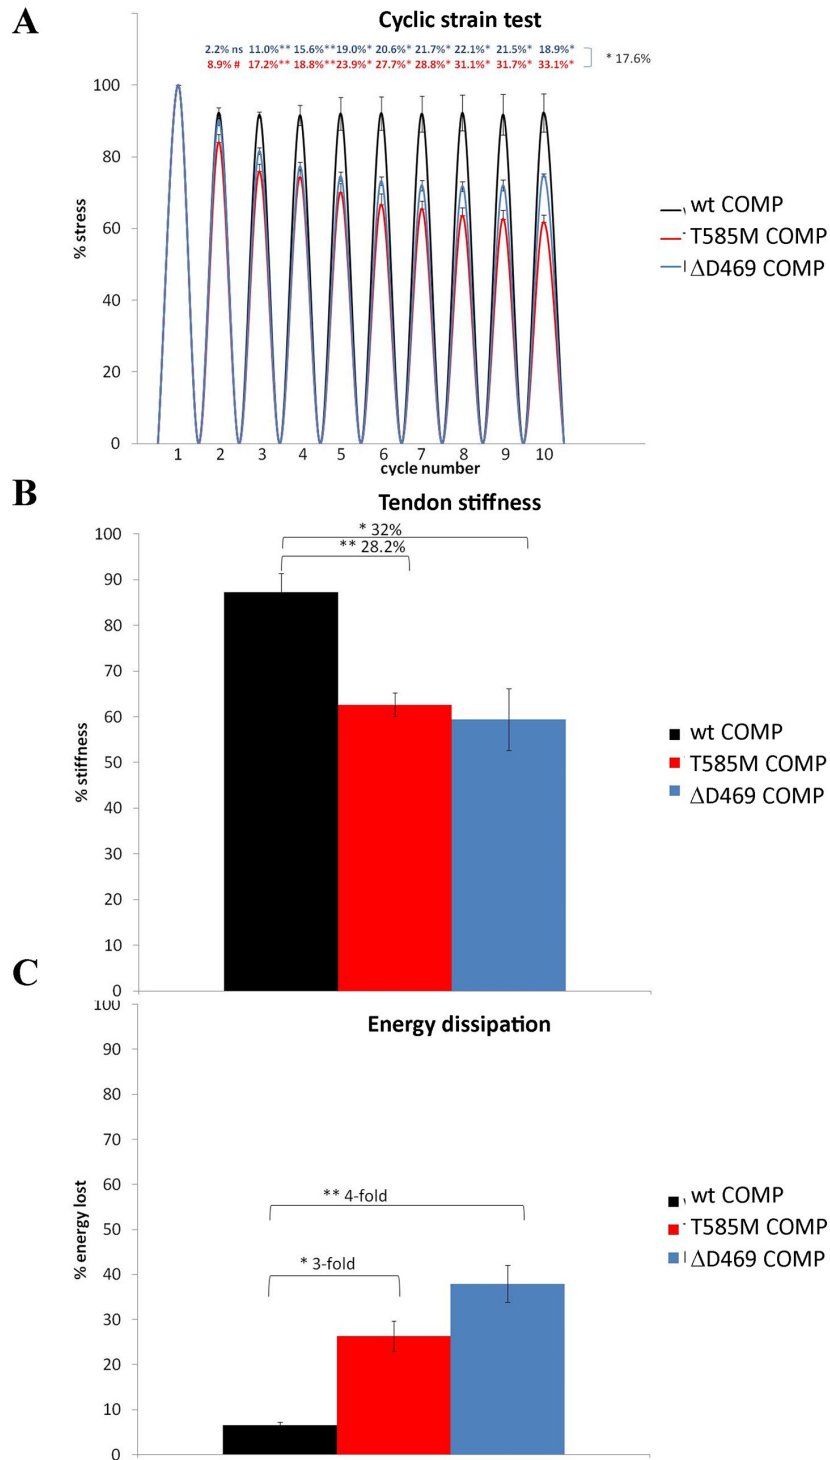 A
Cyclic strain test
2.2% ns 11.0%** 15.6%** 19.0%* 20.6%* 21.7%* 22.1%* 21.5%* 18.9%*
8.9% # 17.2%** 18.8%** 23.9%* 27.7%* 28.8%* 31.1%* 31.7%* 33.1%*
* 17.6%
100
80
60
40
20
0
% stress
1 2 3 4 5 6 7 8 9 10
cycle number
wt COMP
T585M COMP
ΔD469 COMP
B
Tendon stiffness
* 32%
** 28.2%
100
90
80
70
60
50
40
30
20
10
0
% stiffness
wt COMP
T585M COMP
ΔD469 COMP
C
Energy dissipation
100
90
80
70
60
50
40
30
20
10
0
% energy lost
** 4-fold
* 3-fold
wt COMP
T585M COMP
ΔD469 COMP